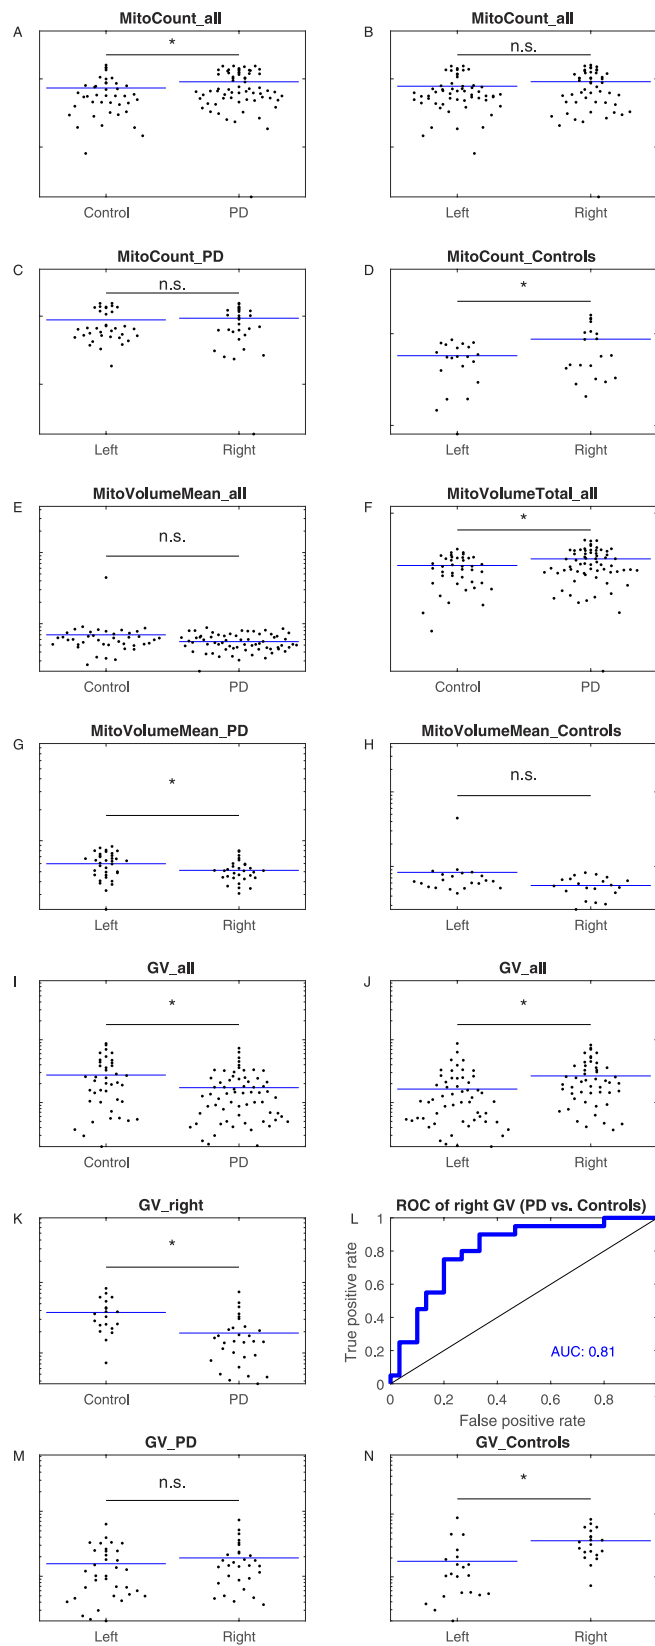 A MitoCount_all
*
Control PD
B MitoCount_all
n.s.
Left Right
C MitoCount_PD
n.s.
Left Right
D MitoCount_Controls
*
Left Right
E MitoVolumeMean_all
n.s.
Control PD
F MitoVolumeTotal_all
*
Control PD
G MitoVolumeMean_PD
*
Left Right
H MitoVolumeMean_Controls
n.s.
Left Right
I GV_all
*
Control PD
J GV_all
*
Left Right
K GV_right
*
Control PD
L ROC of right GV (PD vs. Controls)
1
0.8
0.6
0.4
0.2
0
True positive rate
AUC: 0.81
0 0.2 0.4 0.6 0.8
False positive rate
M GV_PD
n.s.
Left Right
N GV_Controls
*
Left Right